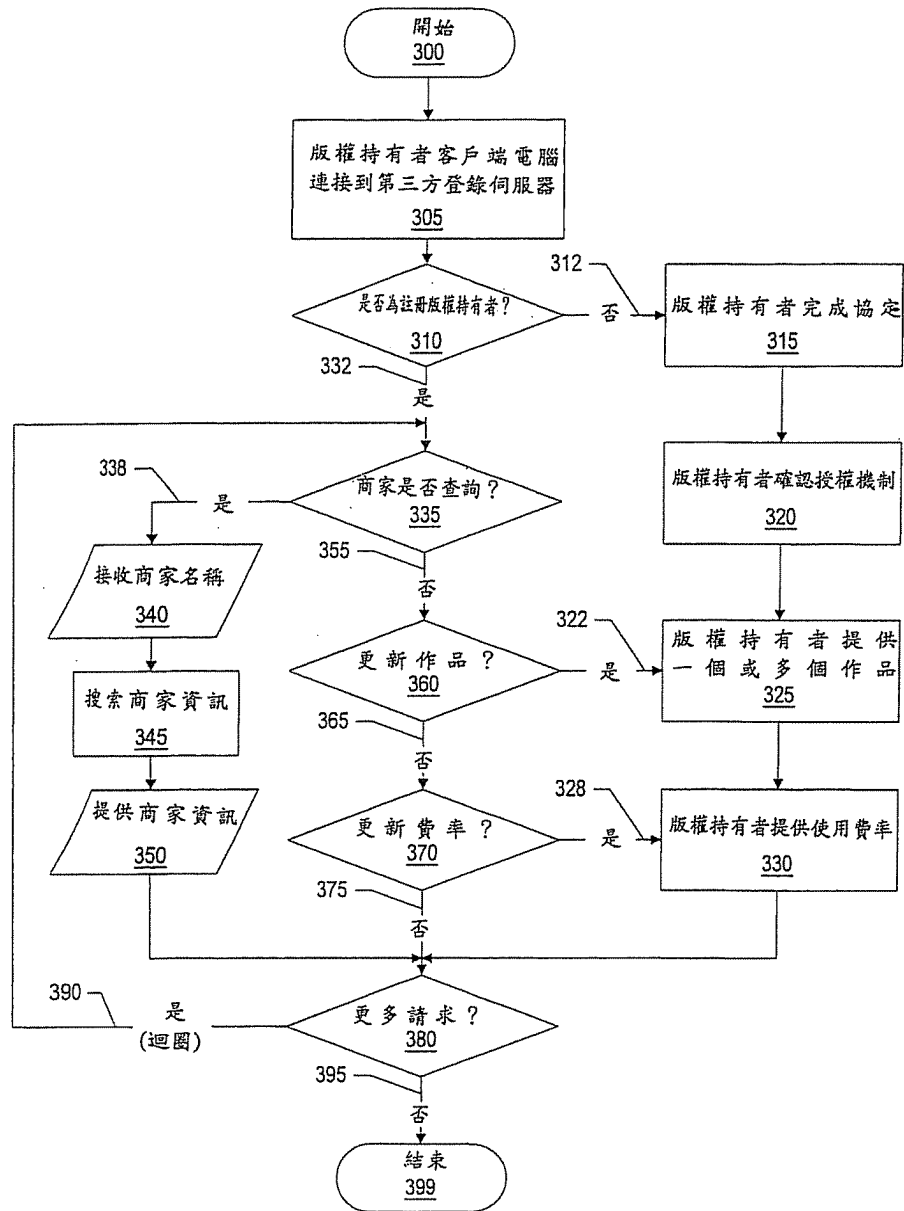 開始
300
版權持有者客戶端電腦
連接到第三方登錄伺服器
305
是否為註冊版權持有者?
310
312
否
版權持有者完成協定
315
332
是
338
是
商家是否查詢?
335
版權持有者確認授權機制
320
355
否
接收商家名稱
340
322
更新作品?
360
是
版權持有者提供
一個或多個作品
325
搜索商家資訊
345
365
否
328
提供商家資訊
350
更新費率?
370
是
版權持有者提供使用費率
330
375
否
390
是
(迴圈)
更多請求?
380
395
否
結束
399